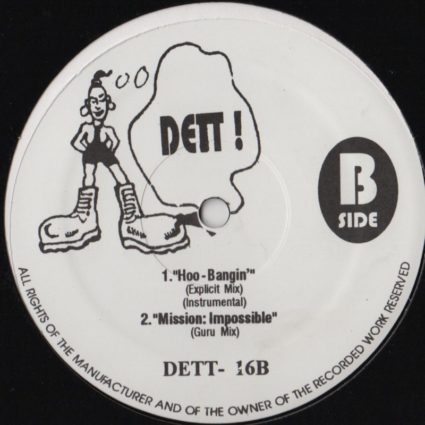 DETT !
B
SIDE
1."Hoo-Bangin'"
(Explicit Mix)
(Instrumental)
2."Mission: Impossible"
(Guru Mix)
DETT- 16B
ALL RIGHTS OF THE MANUFACTURER AND OF THE OWNER OF THE RECORDED WORK RESERVED